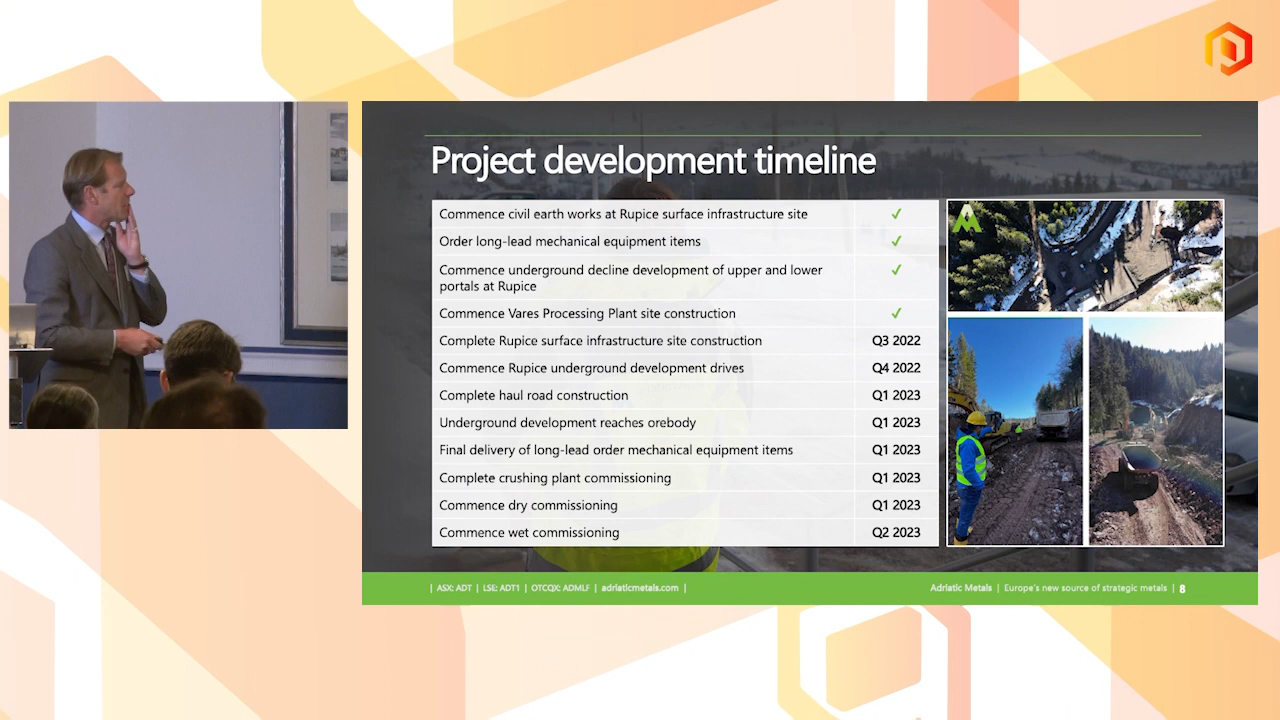 Project development timeline
Commence civil earth works at Rupice surface infrastructure site ✓
Order long-lead mechanical equipment items ✓
Commence underground decline development of upper and lower
portals at Rupice ✓
Commence Vares Processing Plant site construction ✓
Complete Rupice surface infrastructure site construction Q3 2022
Commence Rupice underground development drives Q4 2022
Complete haul road construction Q1 2023
Underground development reaches orebody Q1 2023
Final delivery of long-lead order mechanical equipment items Q1 2023
Complete crushing plant commissioning Q1 2023
Commence dry commissioning Q1 2023
Commence wet commissioning Q2 2023
| ASX: ADT | LSE: ADT1 | OTCQX: ADMLF | adriaticmetals.com |
Adriatic Metals | Europe's new source of strategic metals | 8